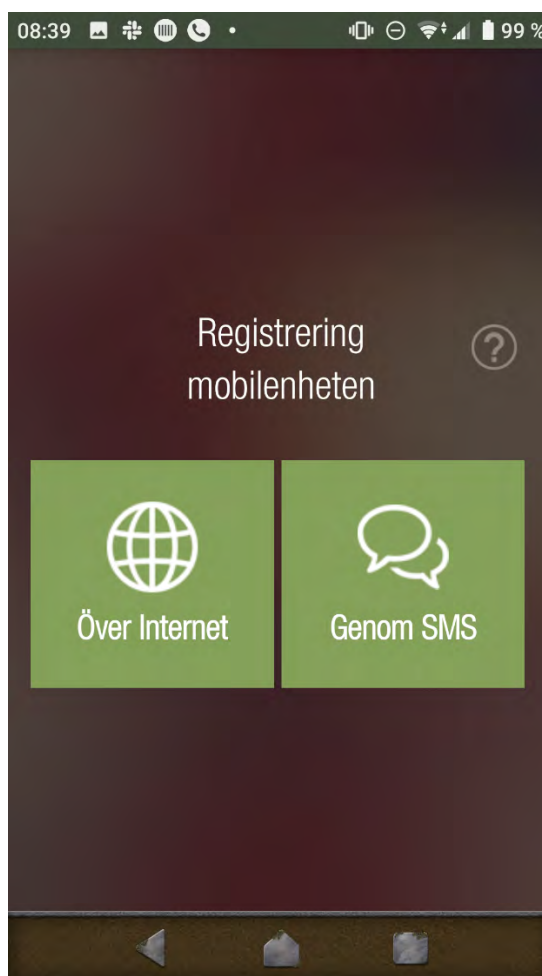 08:39 99 %
Registrering
?
mobilenheten
Över Internet
Genom SMS